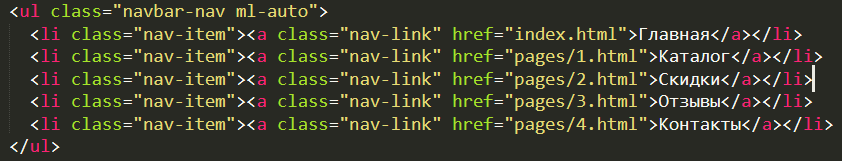 <ul class="navbar-nav ml-auto">
<li class="nav-item"><a class="nav-link" href="index.html">Главная</a></li>
<li class="nav-item"><a class="nav-link" href="pages/1.html">Каталог</a></li>
<li class="nav-item"><a class="nav-link" href="pages/2.html">Скидки</a></li>
<li class="nav-item"><a class="nav-link" href="pages/3.html">Отзывы</a></li>
<li class="nav-item"><a class="nav-link" href="pages/4.html">Контакты</a></li>
</ul>